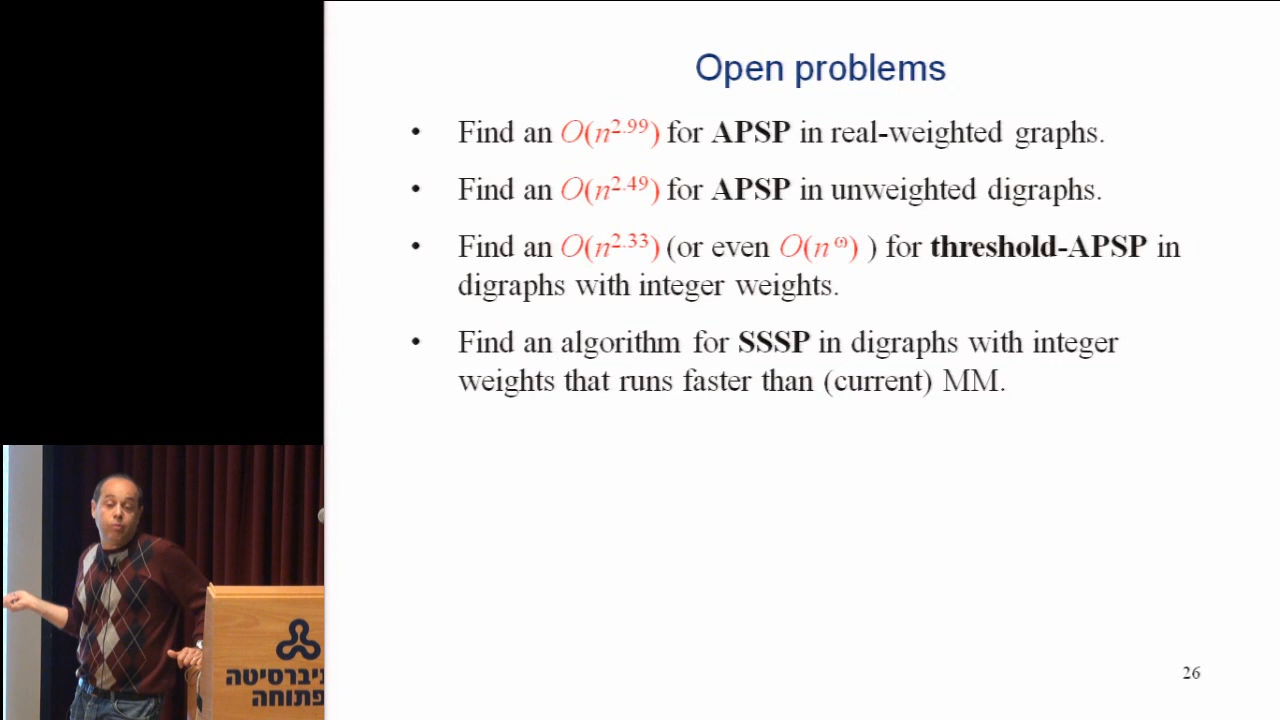 Open problems
• Find an O(n^2.99) for APSP in real-weighted graphs.
• Find an O(n^2.49) for APSP in unweighted digraphs.
• Find an O(n^2.33) (or even O(n^ω) ) for threshold-APSP in
digraphs with integer weights.
• Find an algorithm for SSSP in digraphs with integer
weights that runs faster than (current) MM.
26
ניברסיטה
פתוחה